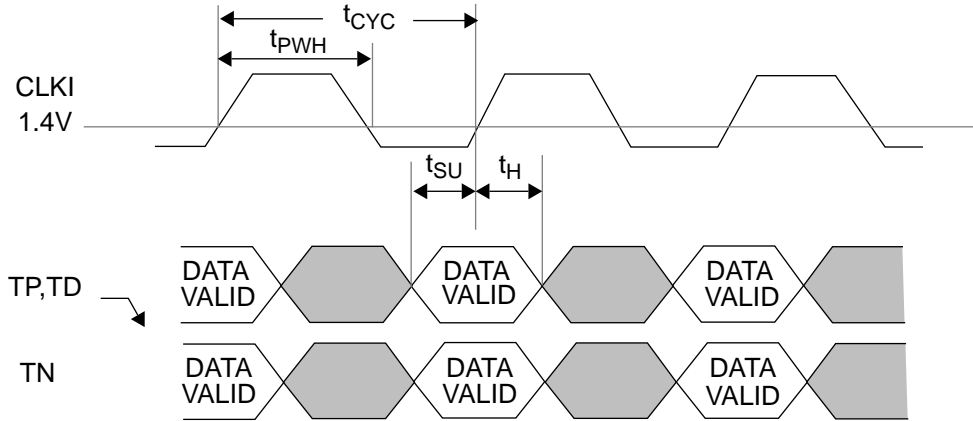 tCYC
tPWH
CLKI
1.4V
tSU
tH
DATA VALID
DATA VALID
DATA VALID
TP,TD
DATA VALID
DATA VALID
DATA VALID
TN